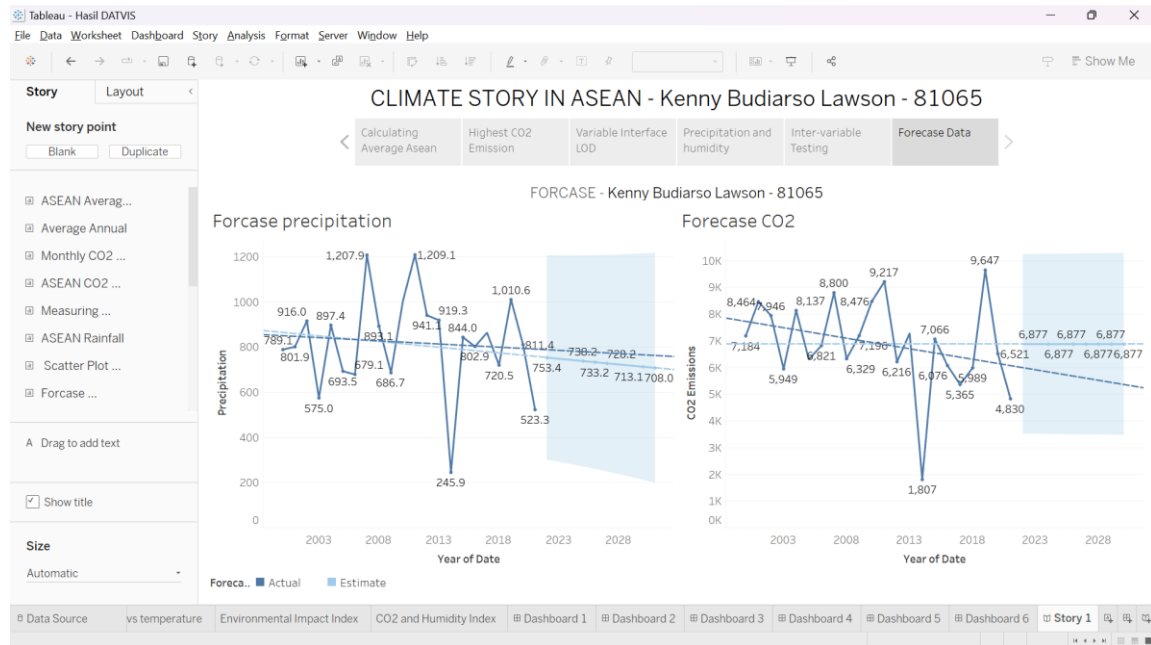 Tableau - Hasil DATVIS
File Data Worksheet Dashboard Story Analysis Format Server Window Help
Show Me
Story Layout
New story point
Blank Duplicate
ASEAN Averag...
Average Annual
Monthly CO2 ...
ASEAN CO2 ...
Measuring ...
ASEAN Rainfall
Scatter Plot ...
Forcase ...
A Drag to add text
Show title
Size
Automatic
CLIMATE STORY IN ASEAN - Kenny Budiarso Lawson - 81065
Calculating Average Asean
Highest CO2 Emission
Variable Interface LOD
Precipitation and humidity
Inter-variable Testing
Forecase Data
FORCASE - Kenny Budiarso Lawson - 81065
Forcase precipitation
Precipitation
1200
1000
800
600
400
200
0
789.1
801.9
916.0
575.0
897.4
693.5
679.1
1,207.9
893.1
686.7
1,209.1
941.1
919.3
245.9
844.0
802.9
720.5
1,010.6
811.4
523.3
753.4
738.2
733.2
728.2
713.1
708.0
2003 2008 2013 2018 2023 2028
Year of Date
Foreca.. Actual Estimate
Forecase CO2
CO2 Emissions
10K
9K
8K
7K
6K
5K
4K
3K
2K
1K
0K
7,184
8,464
7,946
5,949
8,137
6,821
8,800
6,329
7,196
8,476
9,217
6,216
1,807
7,066
6,076
5,365
5,989
9,647
6,521
4,830
6,877 6,877 6,877
6,877 6,877 6,877
2003 2008 2013 2018 2023 2028
Year of Date
Data Source vs temperature Environmental Impact Index CO2 and Humidity Index Dashboard 1 Dashboard 2 Dashboard 3 Dashboard 4 Dashboard 5 Dashboard 6 Story 1